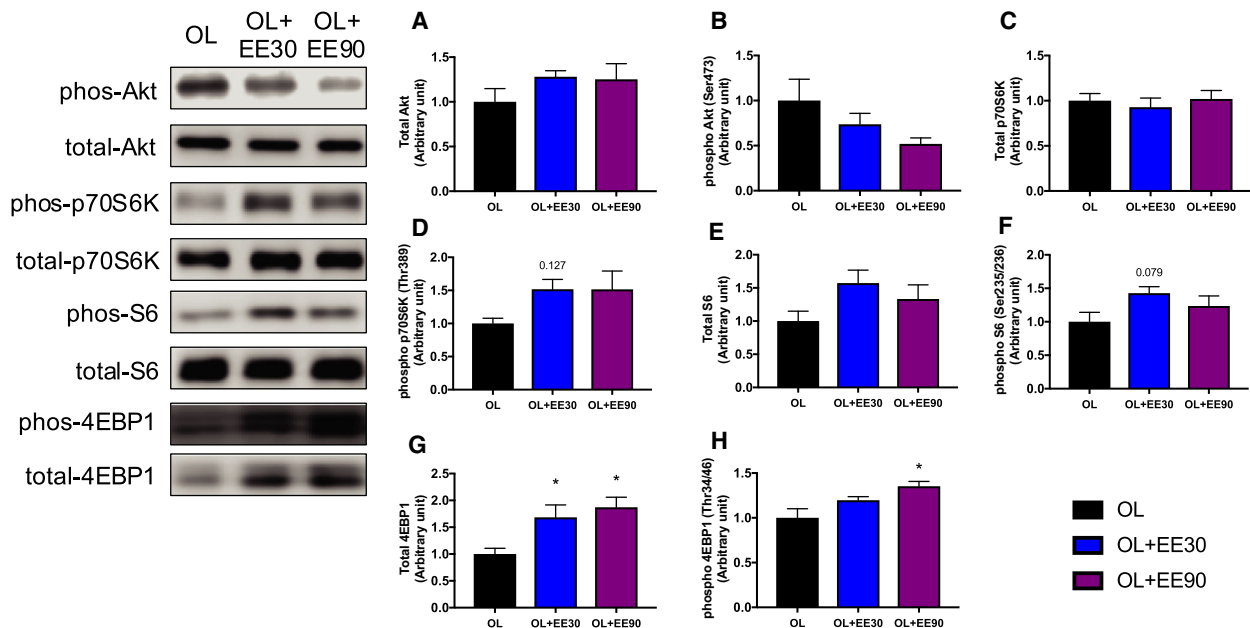 OL
OL+
EE30
OL+
EE90
phos-Akt
total-Akt
phos-p70S6K
total-p70S6K
phos-S6
total-S6
phos-4EBP1
total-4EBP1
A
Total Akt
(Arbitrary unit)
1.5
1.0
0.5
0.0
OL
OL+EE30
OL+EE90
B
phospho Akt (Ser473)
(Arbitrary unit)
1.5
1.0
0.5
0.0
OL
OL+EE30
OL+EE90
C
Total p70S6K
(Arbitrary unit)
1.5
1.0
0.5
0.0
OL
OL+EE30
OL+EE90
D
phospho p70S6K (Thr389)
(Arbitrary unit)
2.0
1.5
1.0
0.5
0.0
0.127
OL
OL+EE30
OL+EE90
E
Total S6
(Arbitrary unit)
2.0
1.5
1.0
0.5
0.0
OL
OL+EE30
OL+EE90
F
phospho S6 (Ser235/236)
(Arbitrary unit)
2.0
1.5
1.0
0.5
0.0
0.079
OL
OL+EE30
OL+EE90
G
Total 4EBP1
(Arbitrary unit)
2.5
2.0
1.5
1.0
0.5
0.0
*
*
OL
OL+EE30
OL+EE90
H
phospho 4EBP1 (Thr34/46)
(Arbitrary unit)
1.5
1.0
0.5
0.0
*
OL
OL+EE30
OL+EE90
OL
OL+EE30
OL+EE90